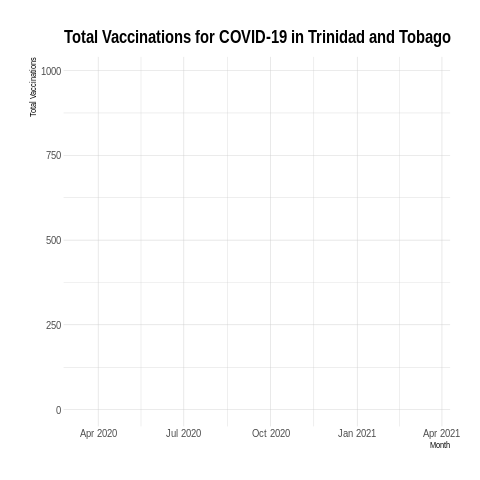 Total Vaccinations for COVID-19 in Trinidad and Tobago
Total Vaccinations
1000
750
500
250
0
Apr 2020 Jul 2020 Oct 2020 Jan 2021 Apr 2021
Month